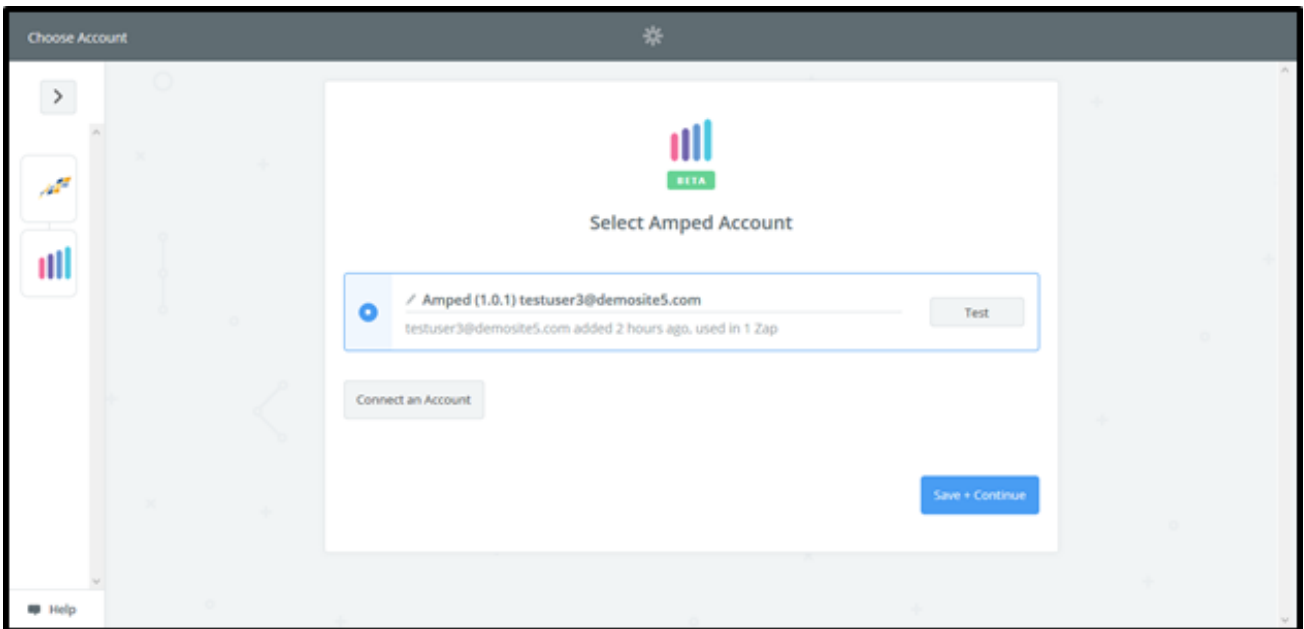 Choose Account
BETA
Select Amped Account
Amped (1.0.1) testuser3@demosite5.com
testuser3@demosite5.com added 2 hours ago, used in 1 Zap
Test
Connect an Account
Save + Continue
Help